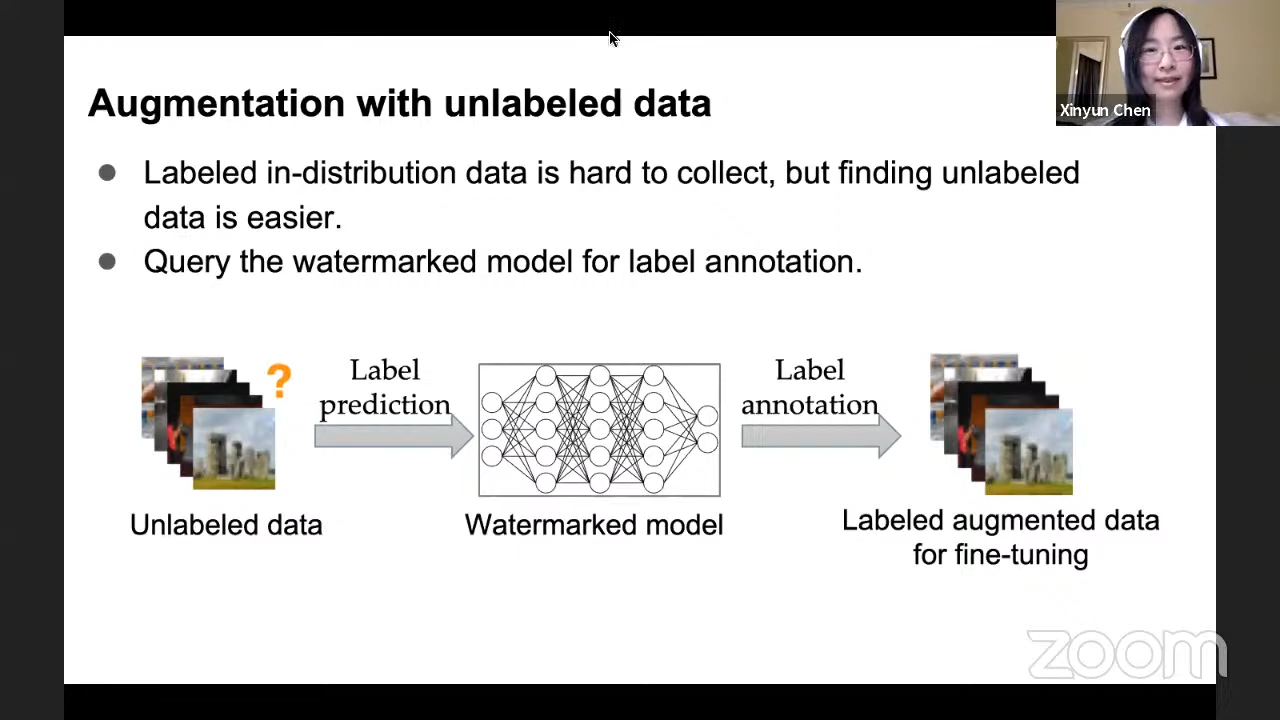 Augmentation with unlabeled data
Xinyun Chen
● Labeled in-distribution data is hard to collect, but finding unlabeled
data is easier.
● Query the watermarked model for label annotation.
?
Label
prediction
Label
annotation
Unlabeled data
Watermarked model
Labeled augmented data
for fine-tuning
zoom